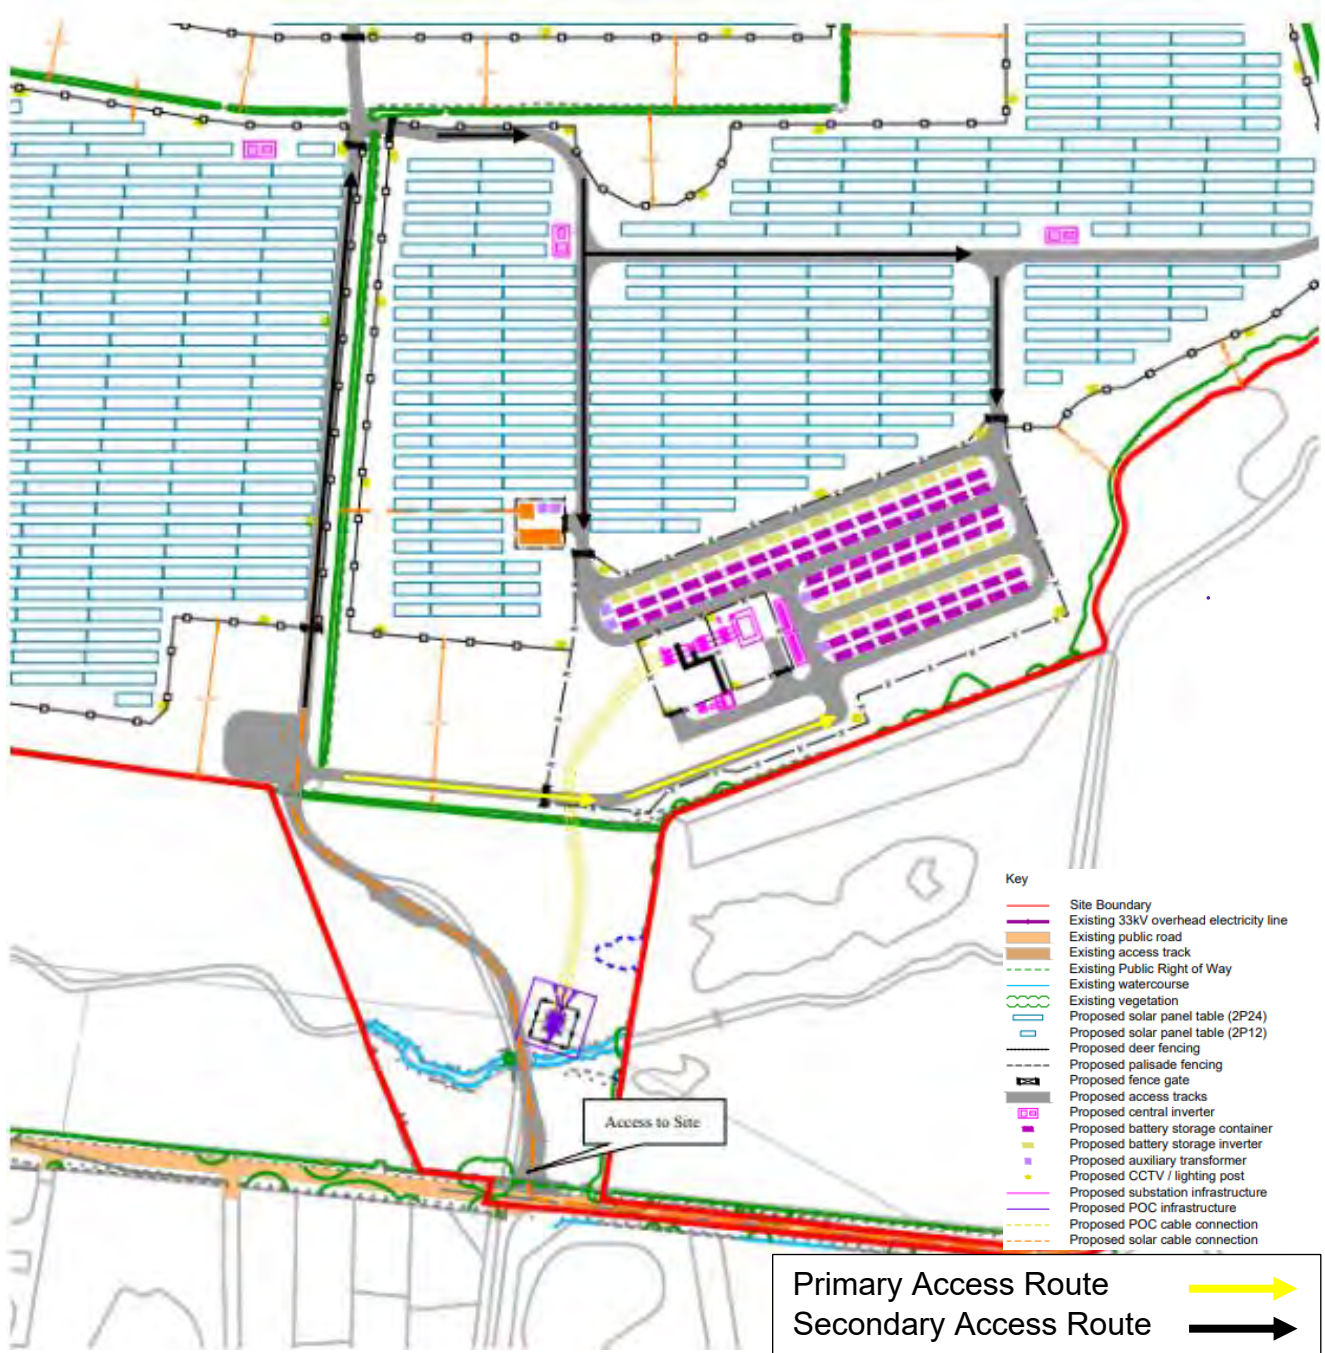 Access to Site
Key
Site Boundary
Existing 33kV overhead electricity line
Existing public road
Existing access track
Existing Public Right of Way
Existing watercourse
Existing vegetation
Proposed solar panel table (2P24)
Proposed solar panel table (2P12)
Proposed deer fencing
Proposed palisade fencing
Proposed fence gate
Proposed access tracks
Proposed central inverter
Proposed battery storage container
Proposed battery storage inverter
Proposed auxiliary transformer
Proposed CCTV / lighting post
Proposed substation infrastructure
Proposed POC infrastructure
Proposed POC cable connection
Proposed solar cable connection
Primary Access Route
Secondary Access Route